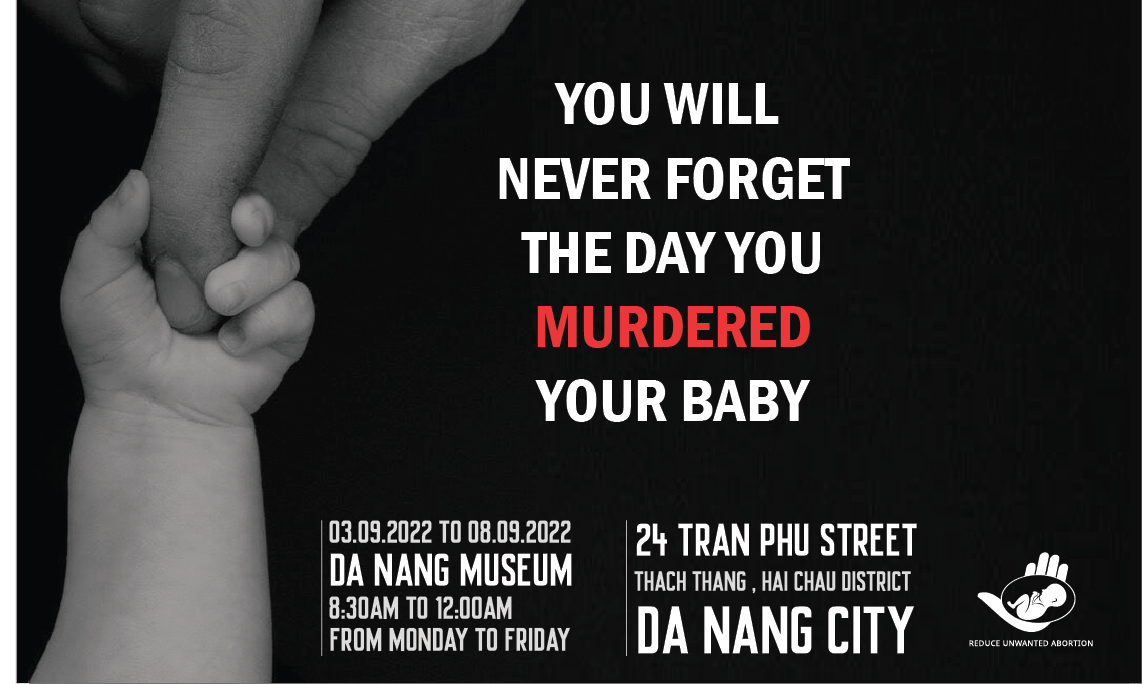 YOU WILL
NEVER FORGET
THE DAY YOU
MURDERED
YOUR BABY
03.09.2022 TO 08.09.2022
DA NANG MUSEUM
8:30AM TO 12:00AM
FROM MONDAY TO FRIDAY
24 TRAN PHU STREET
THACH THANG , HAI CHAU DISTRICT
DA NANG CITY
REDUCE UNWANTED ABORTION